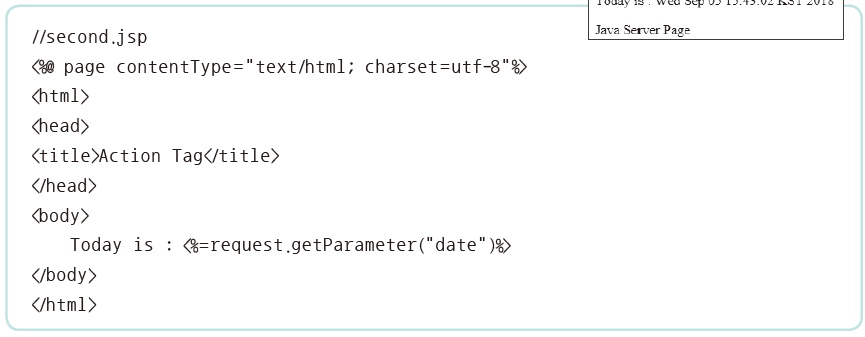 Today is : Wed Sep 05 15:43:02 KST 2018
Java Server Page
//second.jsp
<%@ page contentType="text/html; charset=utf-8"%>
<html>
<head>
<title>Action Tag</title>
</head>
<body>
    Today is : <%=request.getParameter("date")%>
</body>
</html>